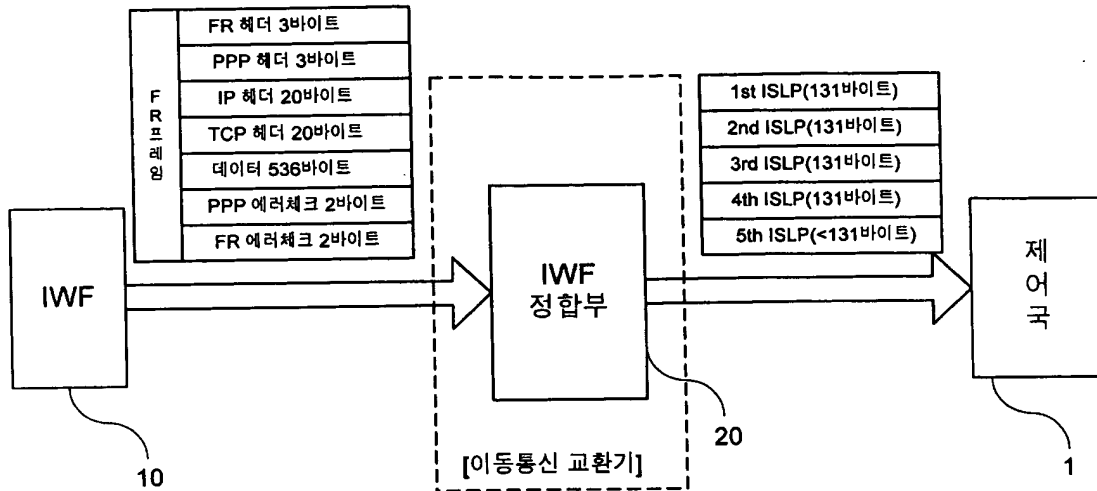 FR프레임
FR 헤더 3바이트
PPP 헤더 3바이트
IP 헤더 20바이트
TCP 헤더 20바이트
데이터 536바이트
PPP 에러체크 2바이트
FR 에러체크 2바이트
1st ISLP(131바이트)
2nd ISLP(131바이트)
3rd ISLP(131바이트)
4th ISLP(131바이트)
5th ISLP(<131바이트)
IWF
IWF
정합부
제어국
10
20
1
[이동통신 교환기]